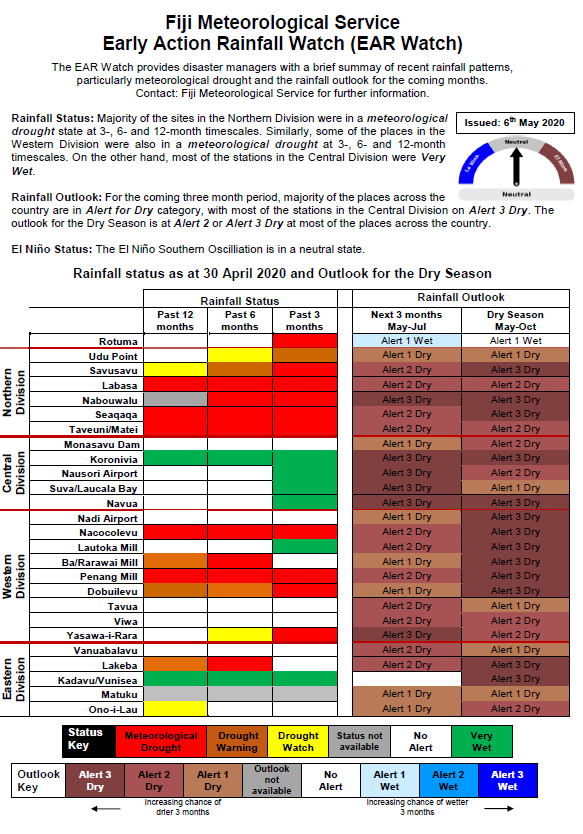 Fiji Meteorological Service
Early Action Rainfall Watch (EAR Watch)
The EAR Watch provides disaster managers with a brief summay of recent rainfall patterns,
particularly meteorological drought and the rainfall outlook for the coming months.
Contact: Fiji Meteorological Service for further information.
Rainfall Status: Majority of the sites in the Northern Division were in a meteorological
drought state at 3-, 6- and 12-month timescales. Similarly, some of the places in the
Western Division were also in a meteorological drought at 3-, 6- and 12-month
timescales. On the other hand, most of the stations in the Central Division were Very
Wet.
Issued: 6th May 2020
La Nina
Neutral
El Nino
Neutral
Rainfall Outlook: For the coming three month period, majority of the places across the
country are in Alert for Dry category, with most of the stations in the Central Division on Alert 3 Dry. The
outlook for the Dry Season is at Alert 2 or Alert 3 Dry at most of the places across the country.
El Niño Status: The El Niño Southern Oscilliation is in a neutral state.
Rainfall status as at 30 April 2020 and Outlook for the Dry Season
Rainfall Status Rainfall Outlook
Past 12 months Past 6 months Past 3 months Next 3 months May-Jul Dry Season May-Oct
Rotuma Alert 1 Wet Alert 1 Wet
Northern Division
Udu Point Alert 1 Dry Alert 1 Dry
Savusavu Alert 2 Dry Alert 3 Dry
Labasa Alert 2 Dry Alert 2 Dry
Nabouwalu Alert 3 Dry Alert 3 Dry
Seaqaqa Alert 2 Dry Alert 3 Dry
Taveuni/Matei Alert 2 Dry Alert 2 Dry
Central Division
Monasavu Dam Alert 1 Dry Alert 2 Dry
Koronivia Alert 3 Dry Alert 3 Dry
Nausori Airport Alert 3 Dry Alert 2 Dry
Suva/Laucala Bay Alert 3 Dry Alert 1 Dry
Navua Alert 3 Dry Alert 3 Dry
Western Division
Nadi Airport Alert 1 Dry Alert 3 Dry
Nacocolevu Alert 2 Dry Alert 3 Dry
Lautoka Mill Alert 2 Dry Alert 3 Dry
Ba/Rarawai Mill Alert 1 Dry Alert 3 Dry
Penang Mill Alert 2 Dry Alert 3 Dry
Dobuilevu Alert 1 Dry Alert 3 Dry
Tavua Alert 2 Dry Alert 1 Dry
Viwa Alert 2 Dry Alert 2 Dry
Yasawa-i-Rara Alert 3 Dry Alert 2 Dry
Eastern Division
Vanuabalavu Alert 2 Dry Alert 1 Dry
Lakeba Alert 2 Dry Alert 3 Dry
Kadavu/Vunisea Alert 3 Dry
Matuku Alert 1 Dry Alert 1 Dry
Ono-i-Lau Alert 1 Dry Alert 2 Dry
Status Key Meteorological Drought Drought Warning Drought Watch Status not available No Alert Very Wet
Outlook Key Alert 3 Dry Alert 2 Dry Alert 1 Dry Outlook not available No Alert Alert 1 Wet Alert 2 Wet Alert 3 Wet
Increasing chance of drier 3 months
Increasing chance of wetter 3 months